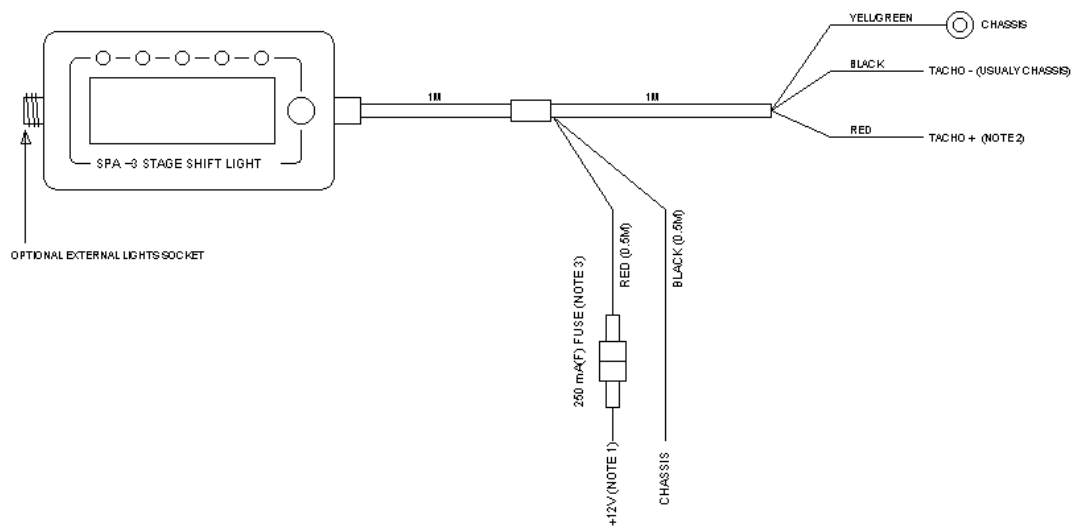 YELL/GREEN
CHASSIS
BLACK
TACHO - (USUALY CHASSIS)
1M
1M
RED
TACHO + (NOTE 2)
SPA -3 STAGE SHIFT LIGHT
OPTIONAL EXTERNAL LIGHTS SOCKET
RED (0.5M)
BLACK (0.5M)
250 mA(F) FUSE (NOTE 3)
+12V (NOTE 1)
CHASSIS